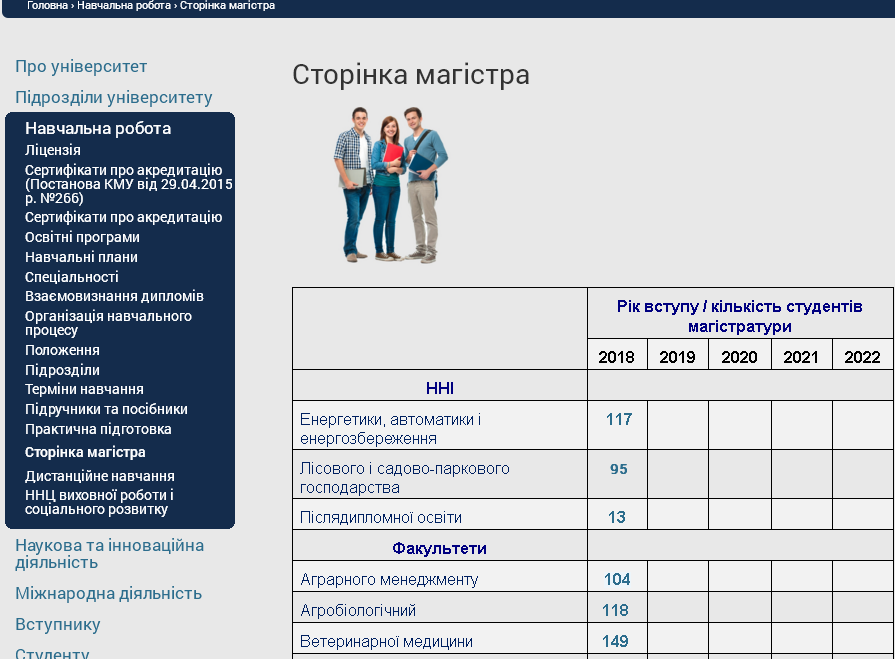 Головна › Навчальна робота › Сторінка магістра
Про університет
Підрозділи університету
Навчальна робота
Ліцензія
Сертифікати про акредитацію
(Постанова КМУ від 29.04.2015
р. №266)
Сертифікати про акредитацію
Освітні програми
Навчальні плани
Спеціальності
Взаємовизнання дипломів
Організація навчального
процесу
Положення
Підрозділи
Терміни навчання
Підручники та посібники
Практична підготовка
Сторінка магістра
Дистанційне навчання
ННЦ виховної роботи і
соціального розвитку
Наукова та інноваційна
діяльність
Міжнародна діяльність
Вступнику
Студенту
Сторінка магістра
Рік вступу / кількість студентів
магістратури
2018 2019 2020 2021 2022
ННІ
Енергетики, автоматики і
енергозбереження
117
Лісового і садово-паркового
господарства
95
Післядипломної освіти 13
Факультети
Аграрного менеджменту 104
Агробіологічний 118
Ветеринарної медицини 149